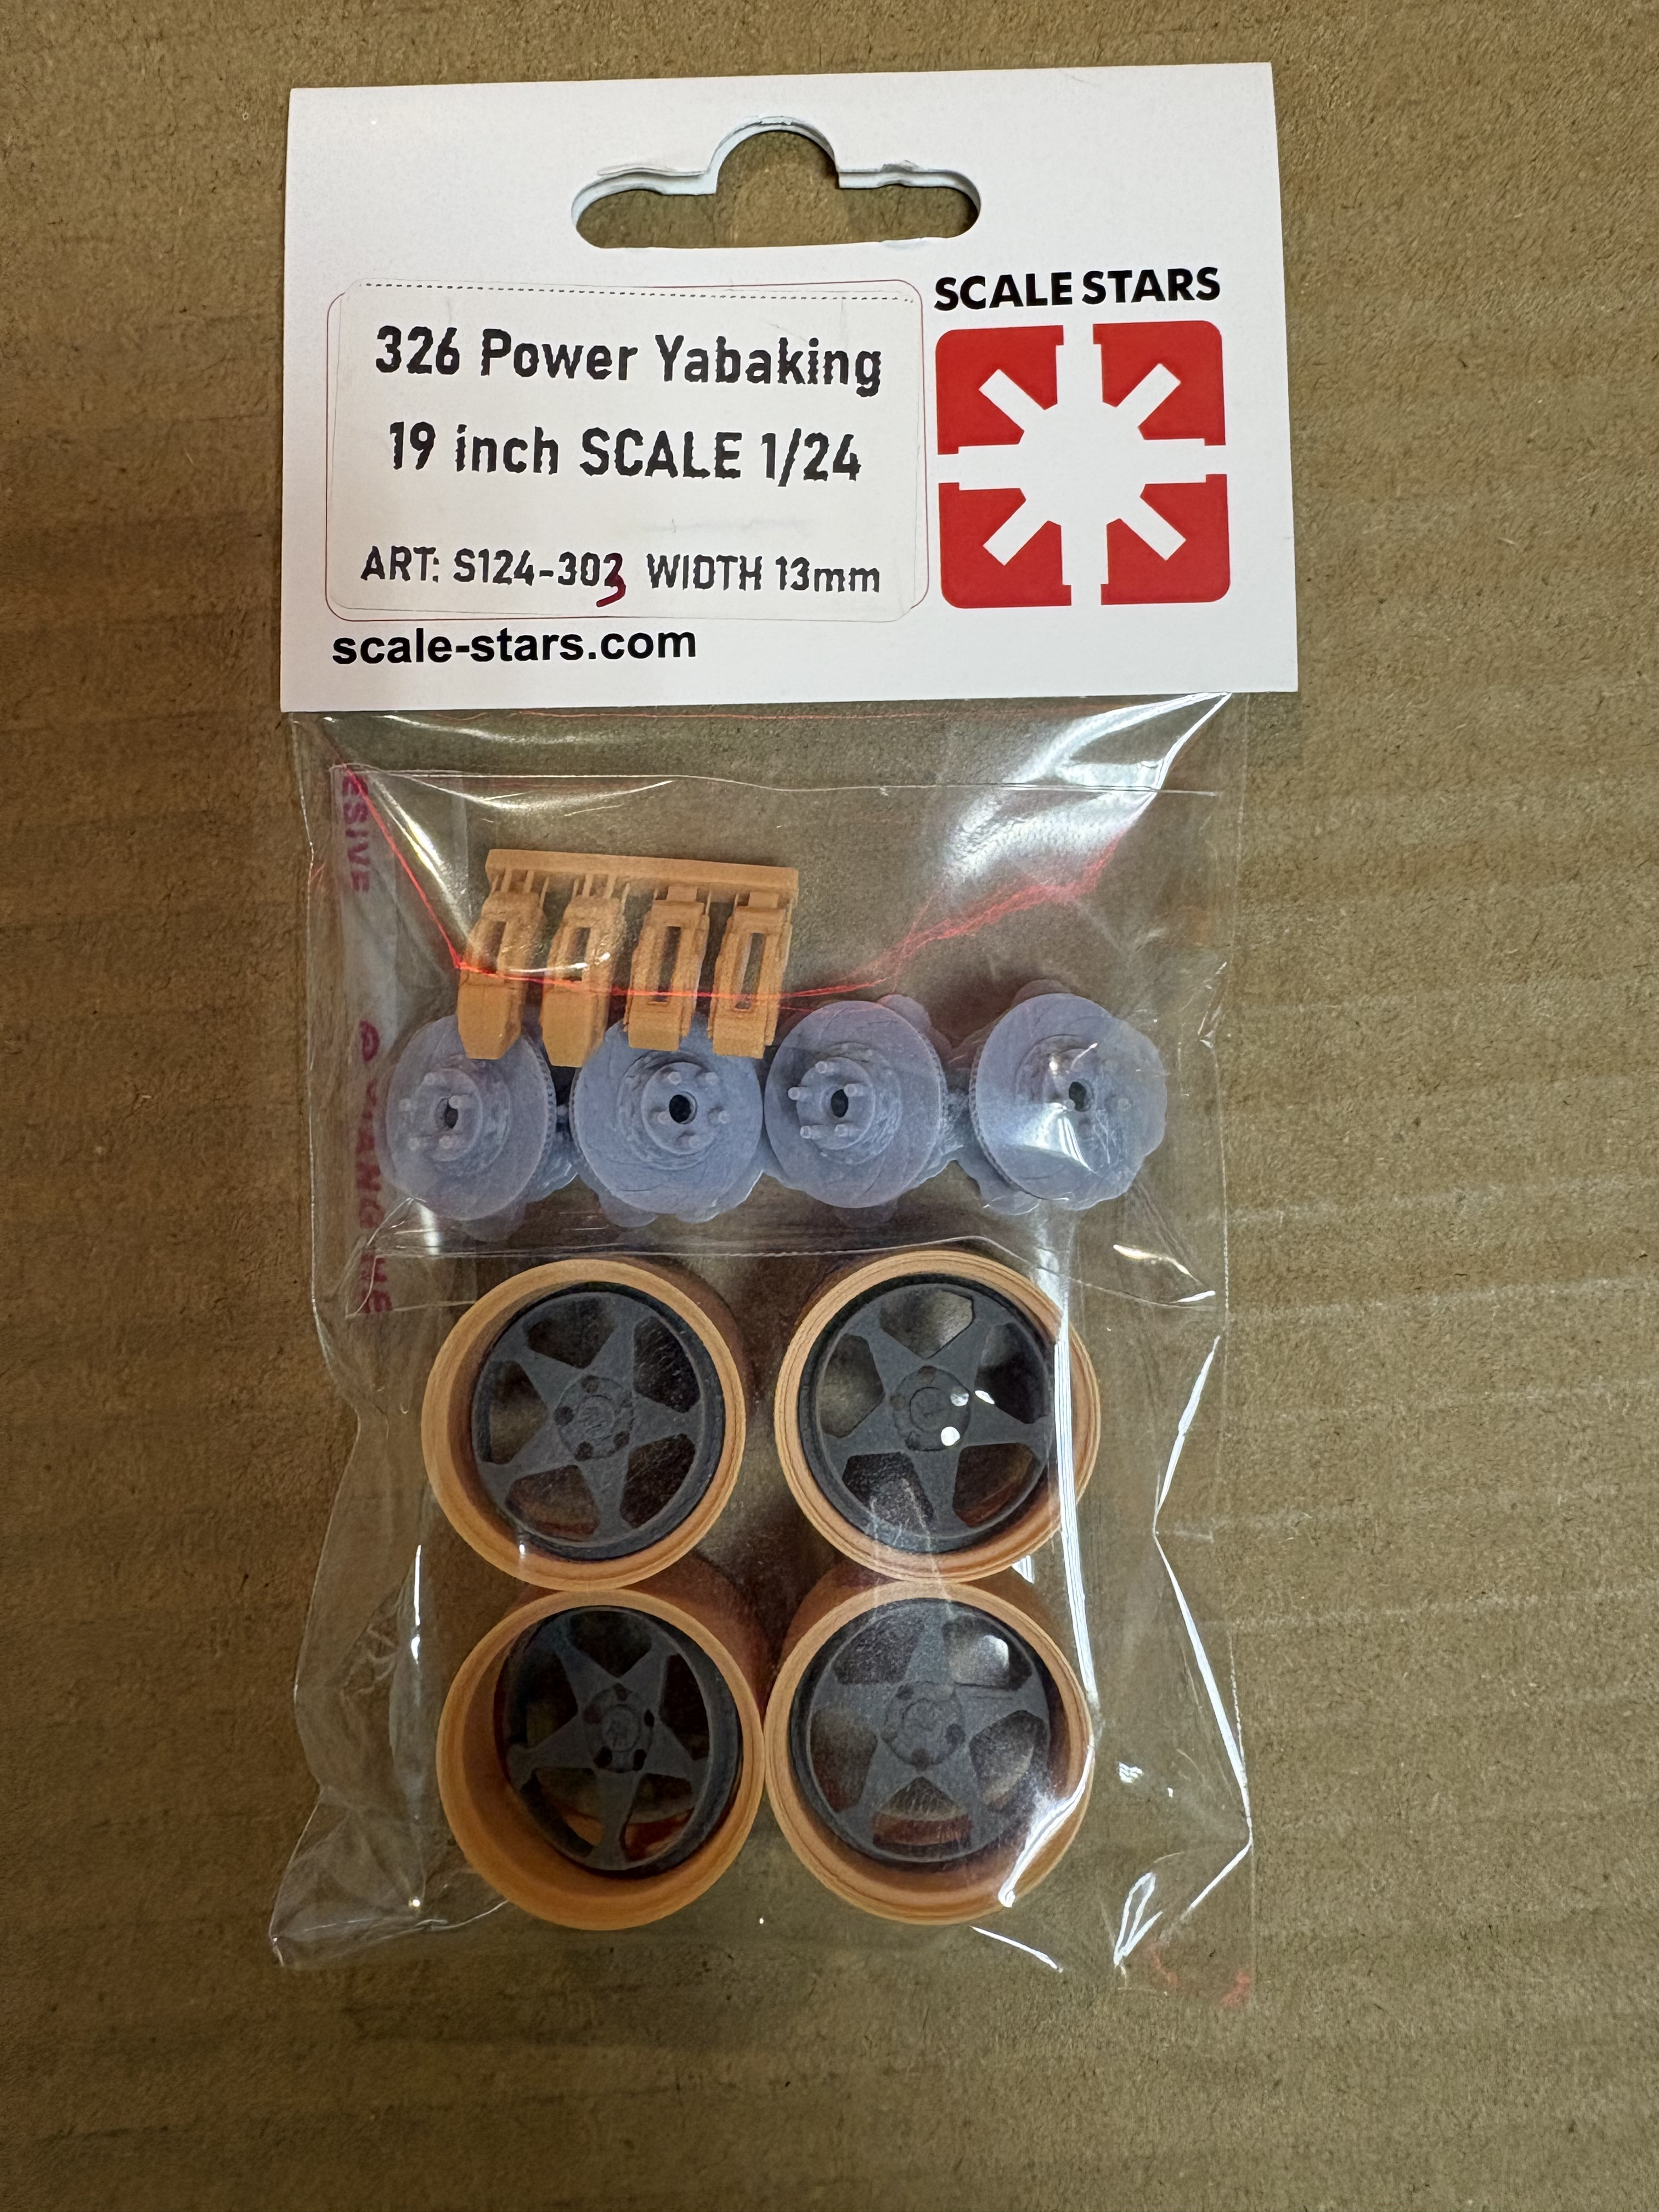 SCALE STARS
326 Power Yabaking
19 inch SCALE 1/24
ART: S124-303 WIDTH 13mm
scale-stars.com